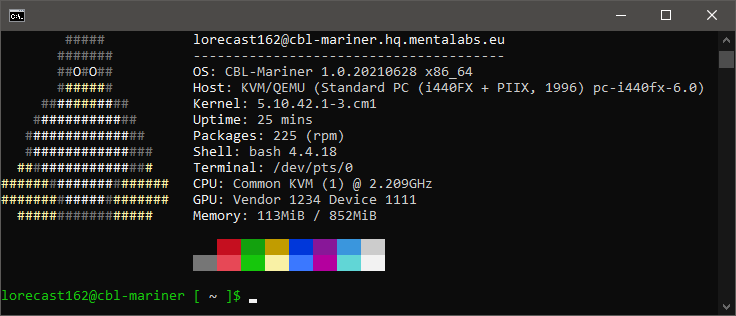 #####
#######
##O#O##
#######
###########
#############
###############
################
##################
#####################
#####################
#################
lorecast162@cbl-mariner.hq.mentalabs.eu
---------------------------------------
OS: CBL-Mariner 1.0.20210628 x86_64
Host: KVM/QEMU (Standard PC (i440FX + PIIX, 1996) pc-i440fx-6.0)
Kernel: 5.10.42.1-3.cm1
Uptime: 25 mins
Packages: 225 (rpm)
Shell: bash 4.4.18
Terminal: /dev/pts/0
CPU: Common KVM (1) @ 2.209GHz
GPU: Vendor 1234 Device 1111
Memory: 113MiB / 852MiB
lorecast162@cbl-mariner [ ~ ]$